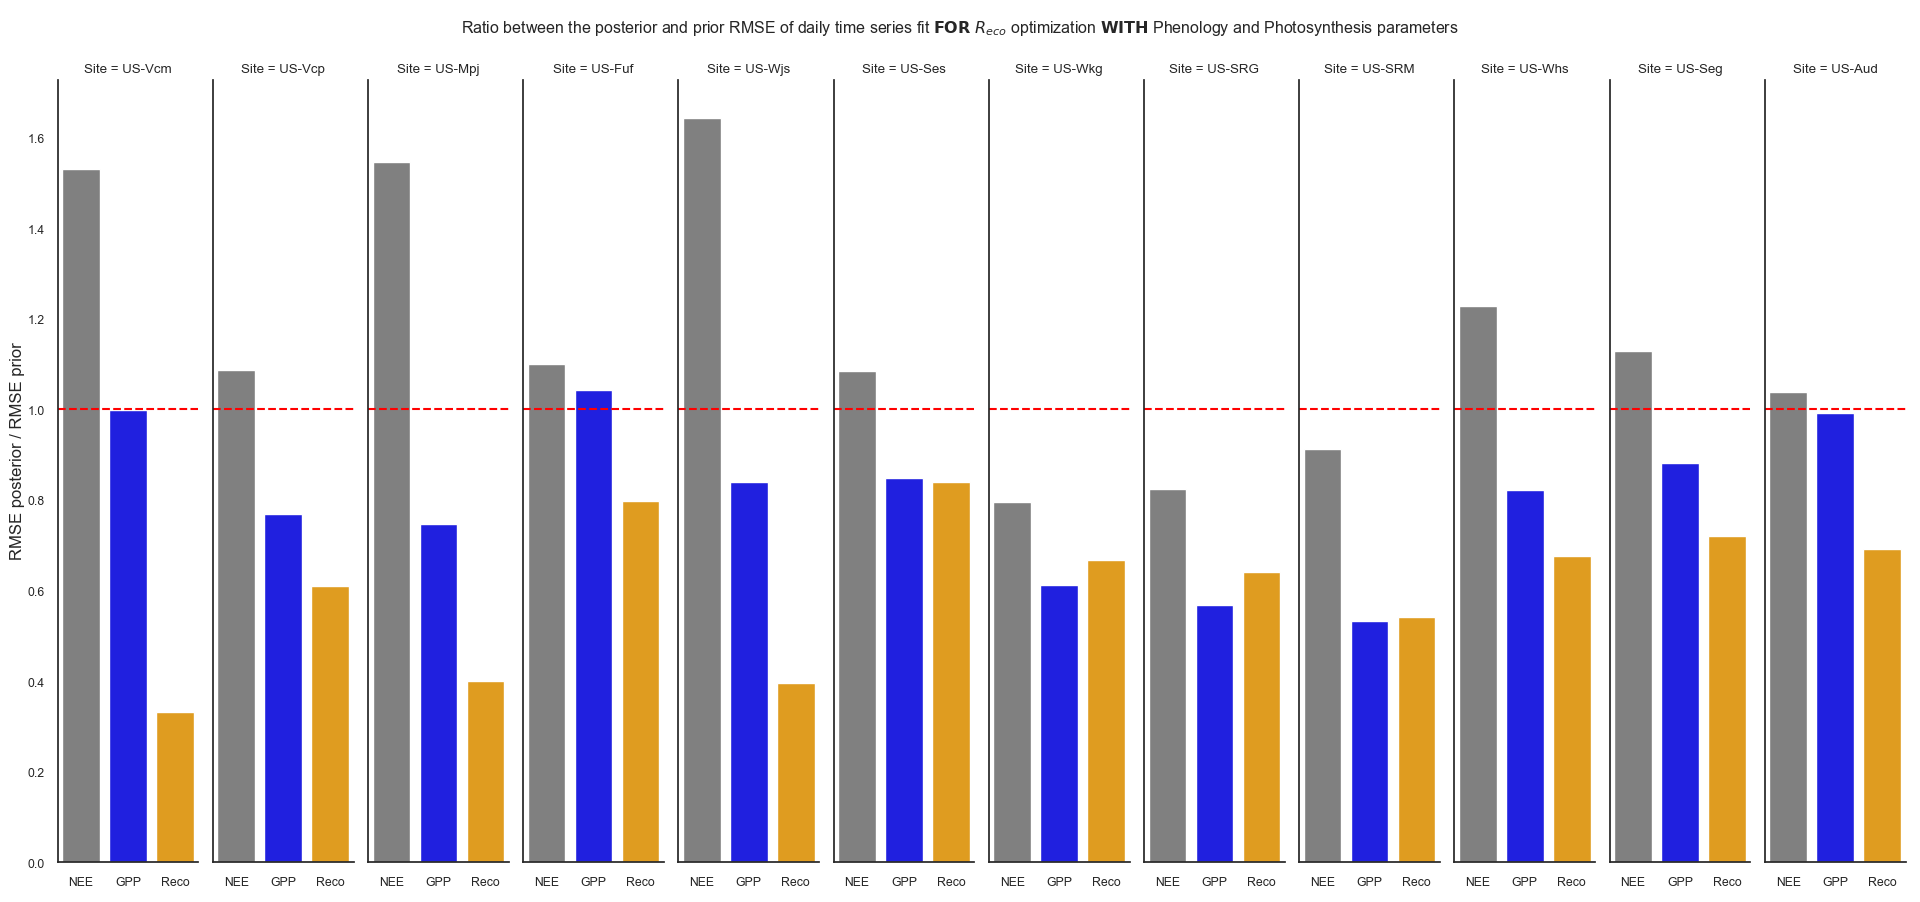 Ratio between the posterior and prior RMSE of daily time series fit FOR R_eco optimization WITH Phenology and Photosynthesis parameters
Site = US-Vcm Site = US-Vcp Site = US-Mpj Site = US-Fuf Site = US-Wjs Site = US-Ses Site = US-Wkg Site = US-SRG Site = US-SRM Site = US-Whs Site = US-Seg Site = US-Aud
RMSE posterior / RMSE prior
1.6
1.4
1.2
1.0
0.8
0.6
0.4
0.2
0.0
NEE GPP Reco NEE GPP Reco NEE GPP Reco NEE GPP Reco NEE GPP Reco NEE GPP Reco NEE GPP Reco NEE GPP Reco NEE GPP Reco NEE GPP Reco NEE GPP Reco NEE GPP Reco